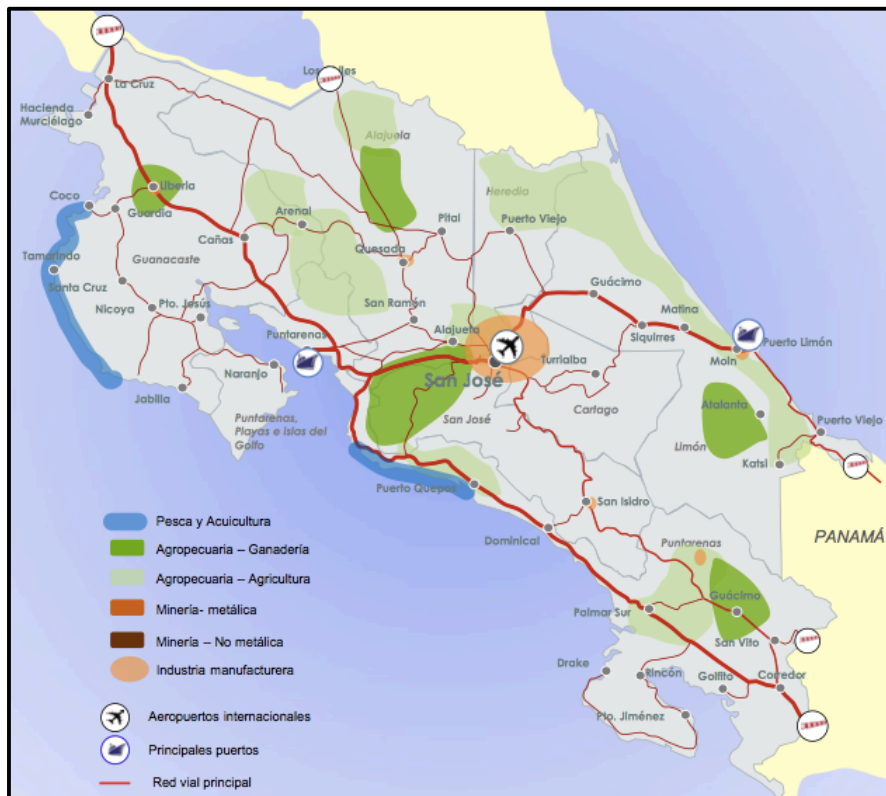 La Cruz
Los Chiles
Hacienda
Murciélago
Alajuela
Heredia
Liberia
Coco
Guardia
Arenal
Pital
Puerto Viejo
Cañas
Tamarindo
Guanacaste
Quesada
Santa Cruz
Guácimo
Nicoya
Pto. Jesús
San Ramón
Matina
Puntarenas
Alajuela
Siquirres
Puerto Limón
Moín
Turrialba
Naranjo
San José
Jabilla
Atalanta
Cartago
Puntarenas,
Playas e islas del
Golfo
San José
Limón
Puerto Viejo
Katsi
Puerto Quepos
San Isidro
Dominical
Puntarenas
PANAMÁ
Guácimo
Palmar Sur
San Vito
Drake
Rincón
Golfito
Corredor
Pto. Jiménez
Pesca y Acuicultura
Agropecuaria – Ganadería
Agropecuaria – Agricultura
Minería- metálica
Minería – No metálica
Industria manufacturera
Aeropuertos internacionales
Principales puertos
Red vial principal